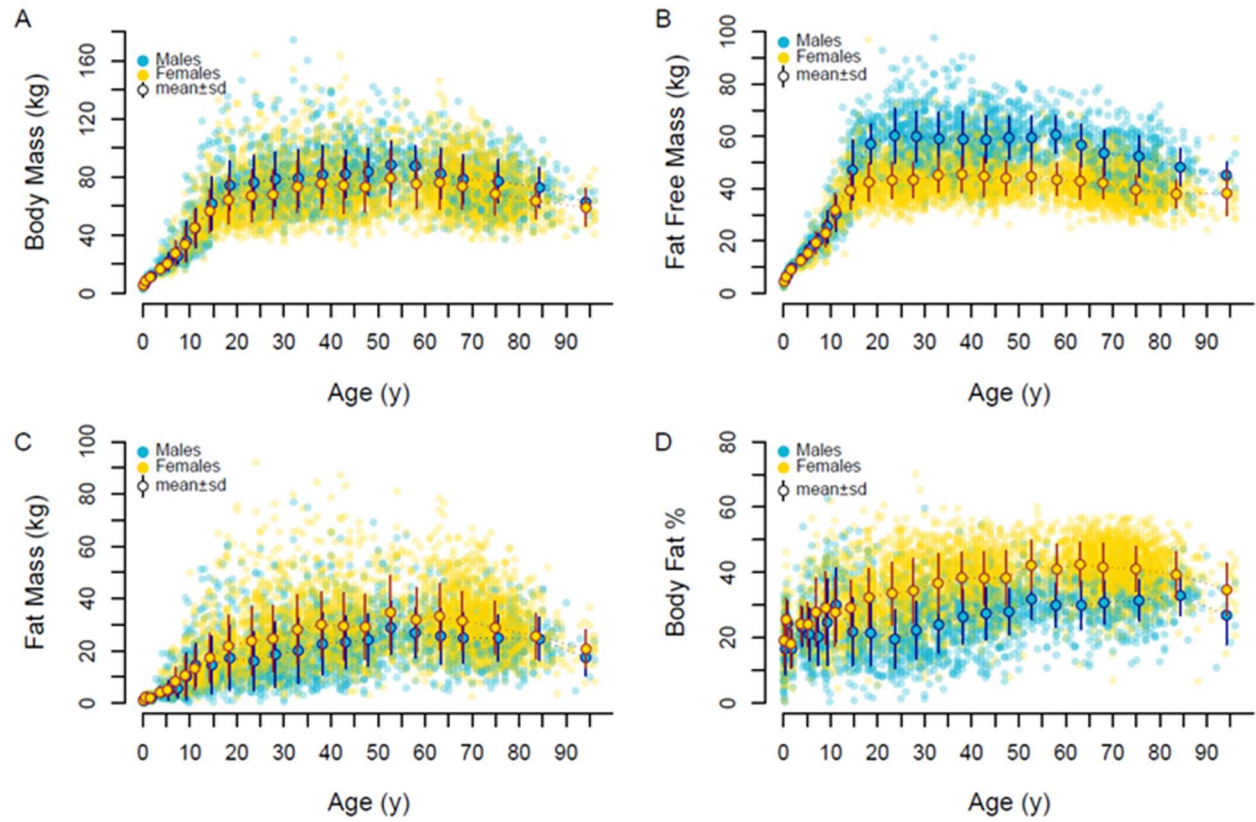 A
Body Mass (kg)
160
120
80
40
0
Males
Females
mean±sd
0 10 20 30 40 50 60 70 80 90
Age (y)
B
Fat Free Mass (kg)
100
80
60
40
20
0
Males
Females
mean±sd
0 10 20 30 40 50 60 70 80 90
Age (y)
C
Fat Mass (kg)
100
80
60
40
20
0
Males
Females
mean±sd
0 10 20 30 40 50 60 70 80 90
Age (y)
D
Body Fat %
80
60
40
20
0
Males
Females
mean±sd
0 10 20 30 40 50 60 70 80 90
Age (y)